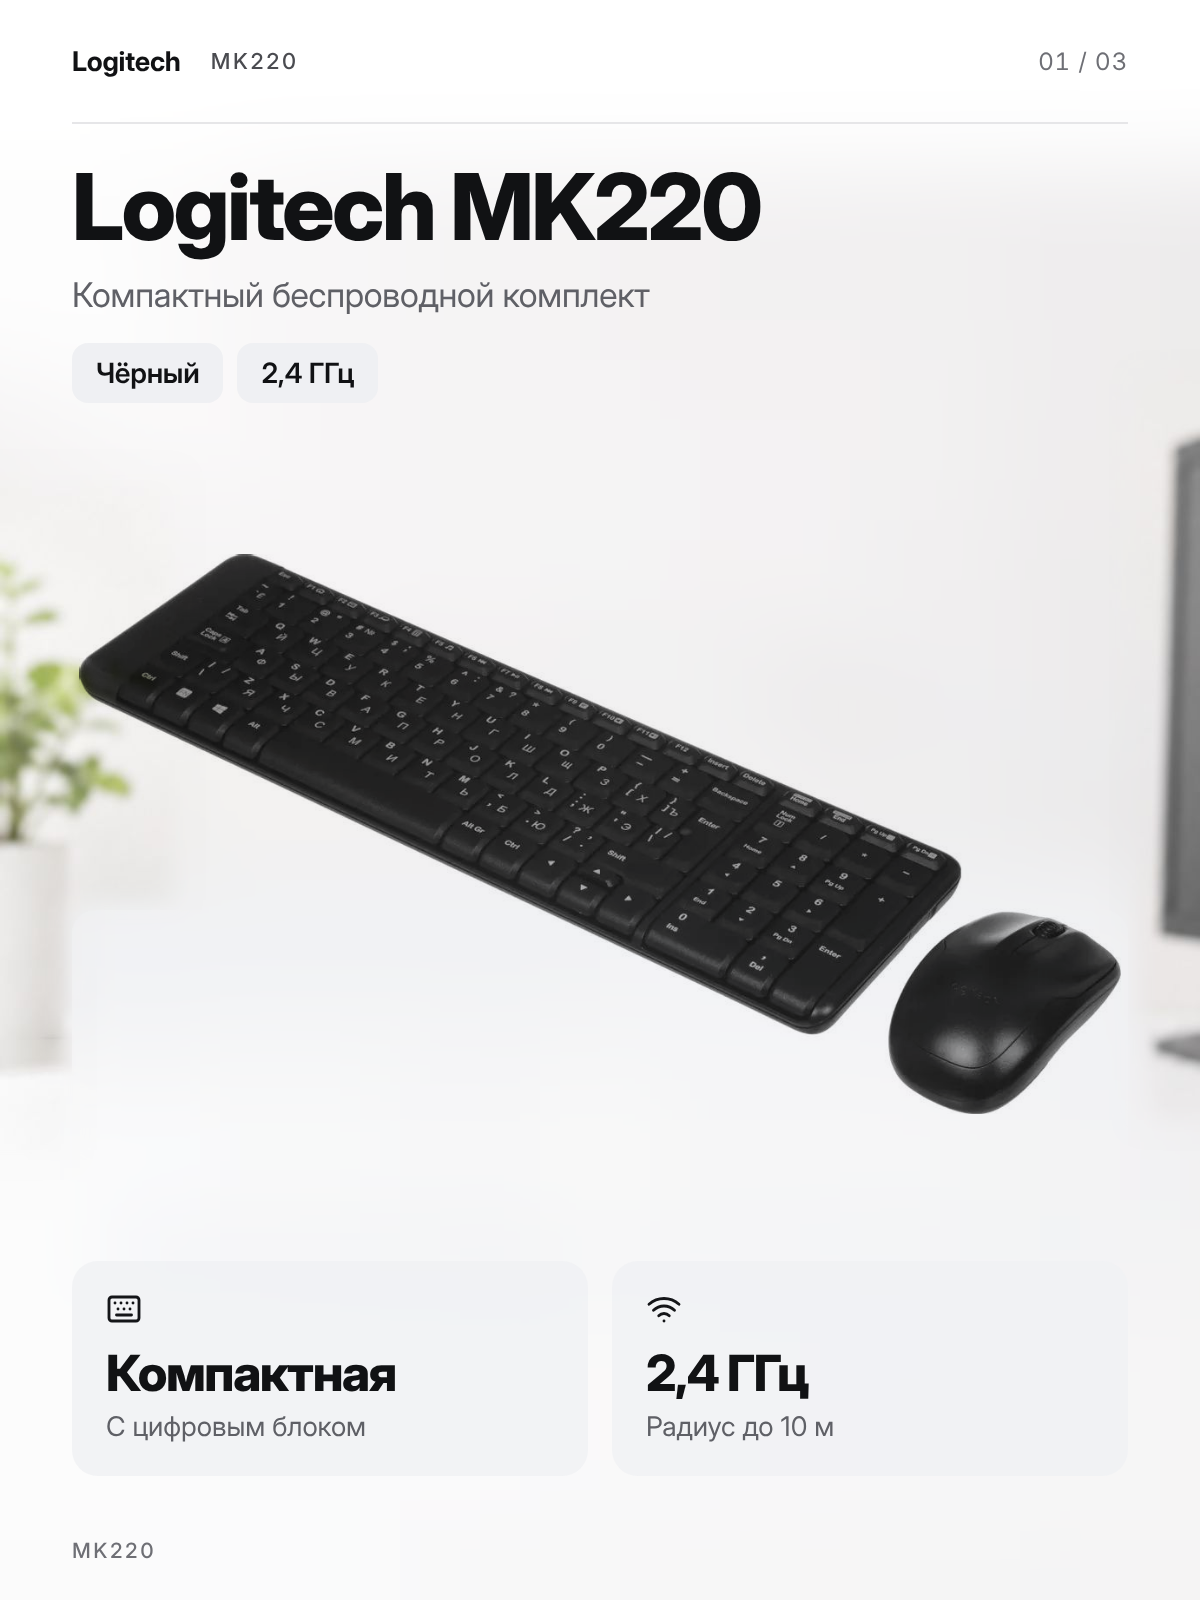 Logitech MK220 01 / 03
Logitech MK220
Компактный беспроводной комплект
Чёрный 2,4 ГГц
Компактная
С цифровым блоком
2,4 ГГц
Радиус до 10 м
MK220